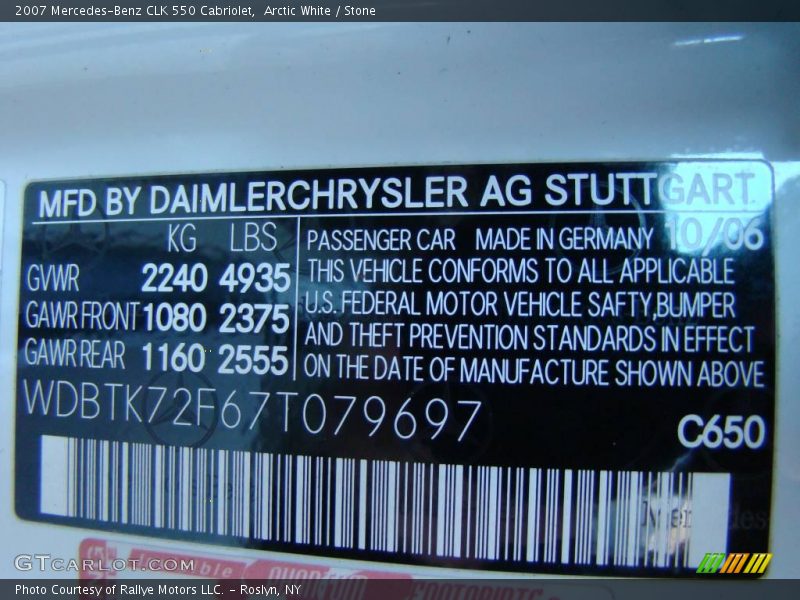 2007 Mercedes-Benz CLK 550 Cabriolet, Arctic White / Stone
MFD BY DAIMLERCHRYSLER AG STUTTGART
KG LBS
GVWR 2240 4935
GAWR FRONT 1080 2375
GAWR REAR 1160 2555
PASSENGER CAR MADE IN GERMANY 10/06
THIS VEHICLE CONFORMS TO ALL APPLICABLE
U.S. FEDERAL MOTOR VEHICLE SAFTY,BUMPER
AND THEFT PREVENTION STANDARDS IN EFFECT
ON THE DATE OF MANUFACTURE SHOWN ABOVE
WDBTK72F67T079697
C650
GTCARLOT.COM
Photo Courtesy of Rallye Motors LLC. - Roslyn, NY